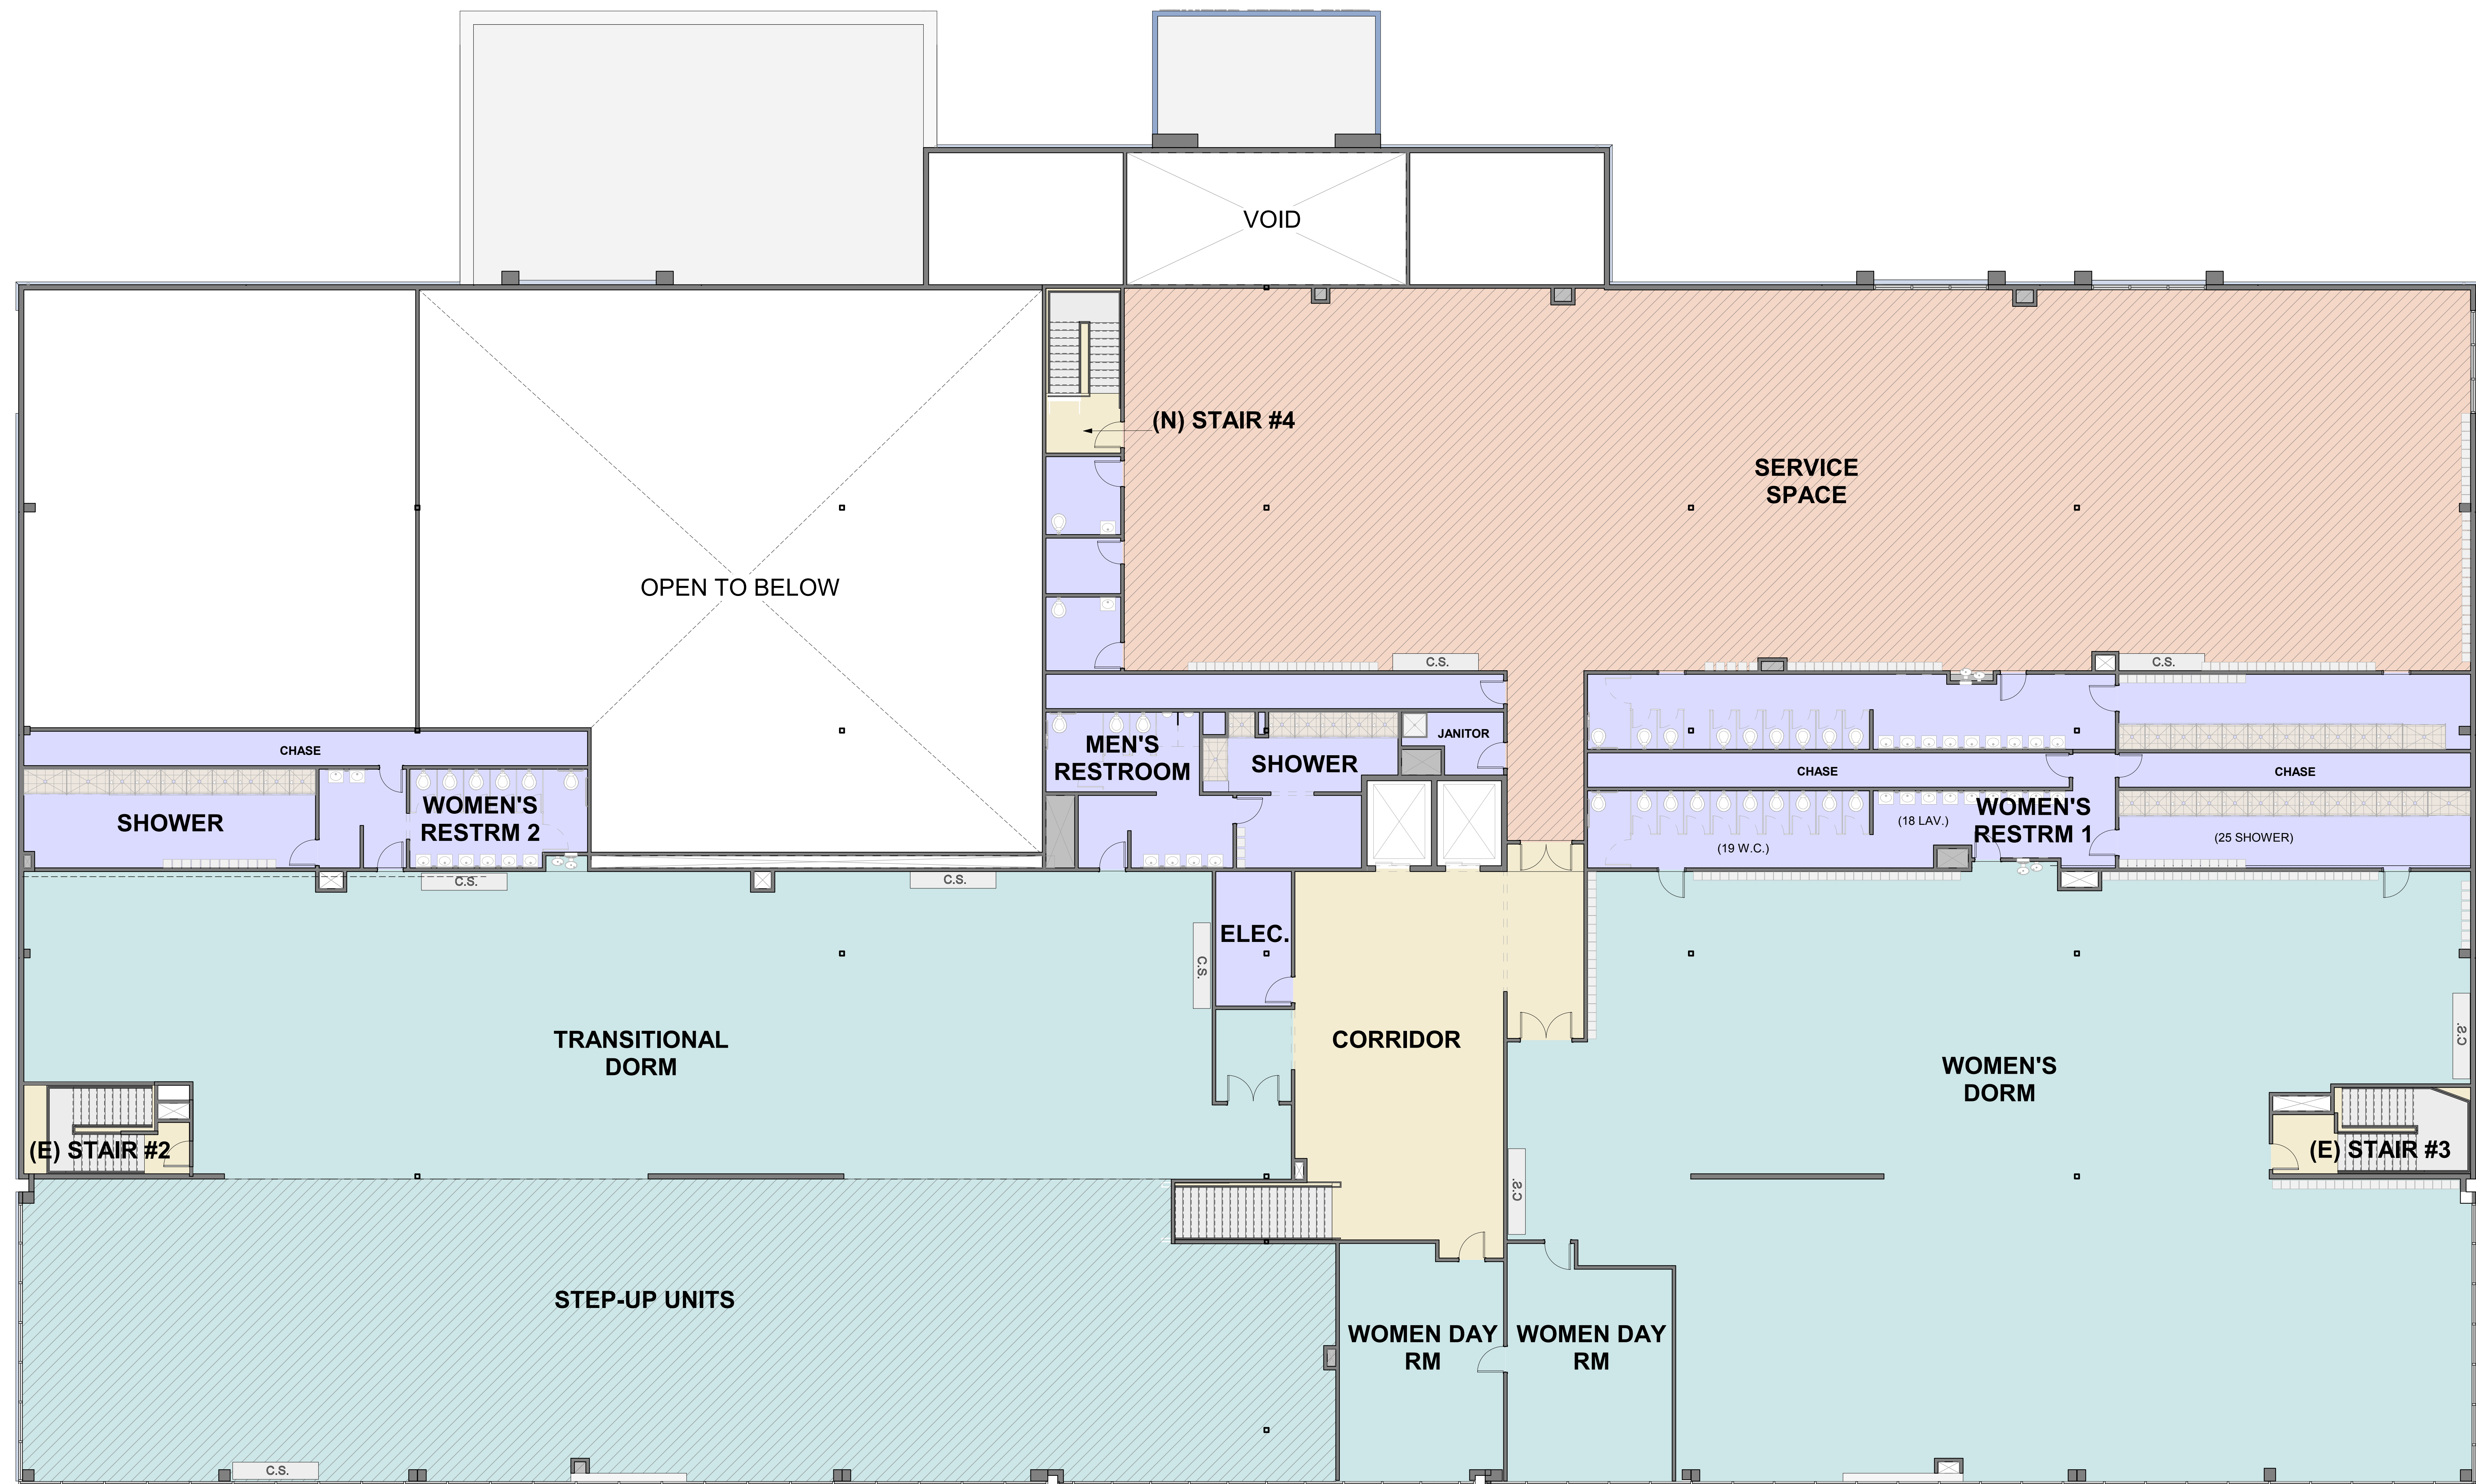 VOID
(N) STAIR #4
SERVICE
SPACE
OPEN TO BELOW
C.S.
C.S.
CHASE
MEN'S
RESTROOM
SHOWER
JANITOR
CHASE
CHASE
SHOWER
WOMEN'S
RESTRM 2
WOMEN'S
RESTRM 1
(18 LAV.)
(19 W.C.)
(25 SHOWER)
C.S.
C.S.
ELEC.
C.S.
TRANSITIONAL
DORM
CORRIDOR
WOMEN'S
DORM
C.S.
(E) STAIR #2
(E) STAIR #3
C.S.
STEP-UP UNITS
WOMEN DAY
RM
WOMEN DAY
RM
C.S.